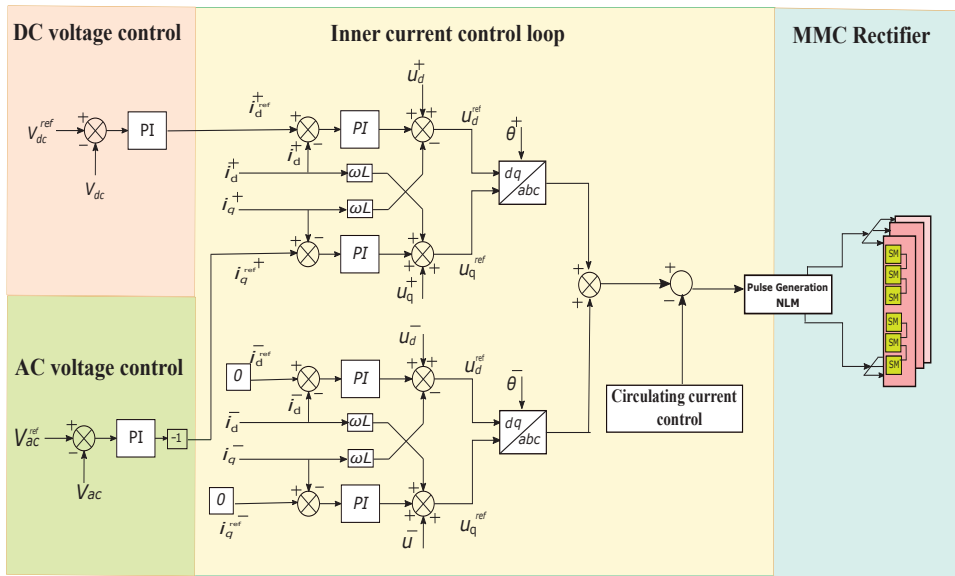 DC voltage control
Inner current control loop
MMC Rectifier
V_dc^ref
+
−
PI
V_dc
i_d^ref+
+
−
PI
u_d^+
+
+
−
u_d^ref
i_d^+
i_d^+
ωL
θ^+
dq
abc
i_q^+
ωL
−
+
PI
+
+
+
i_q^ref+
u_q^+
u_q^ref
+
+
+
−
Pulse Generation
NLM
SM
SM
SM
SM
SM
SM
AC voltage control
V_ac^ref
+
−
PI
-1
V_ac
0
i_d^ref−
+
−
PI
u_d^−
+
+
−
u_d^ref
i_d^−
i_d^−
ωL
θ^−
dq
abc
i_q^−
ωL
0
+
−
PI
+
+
+
i_q^ref−
u^−
u_q^ref
Circulating current
control